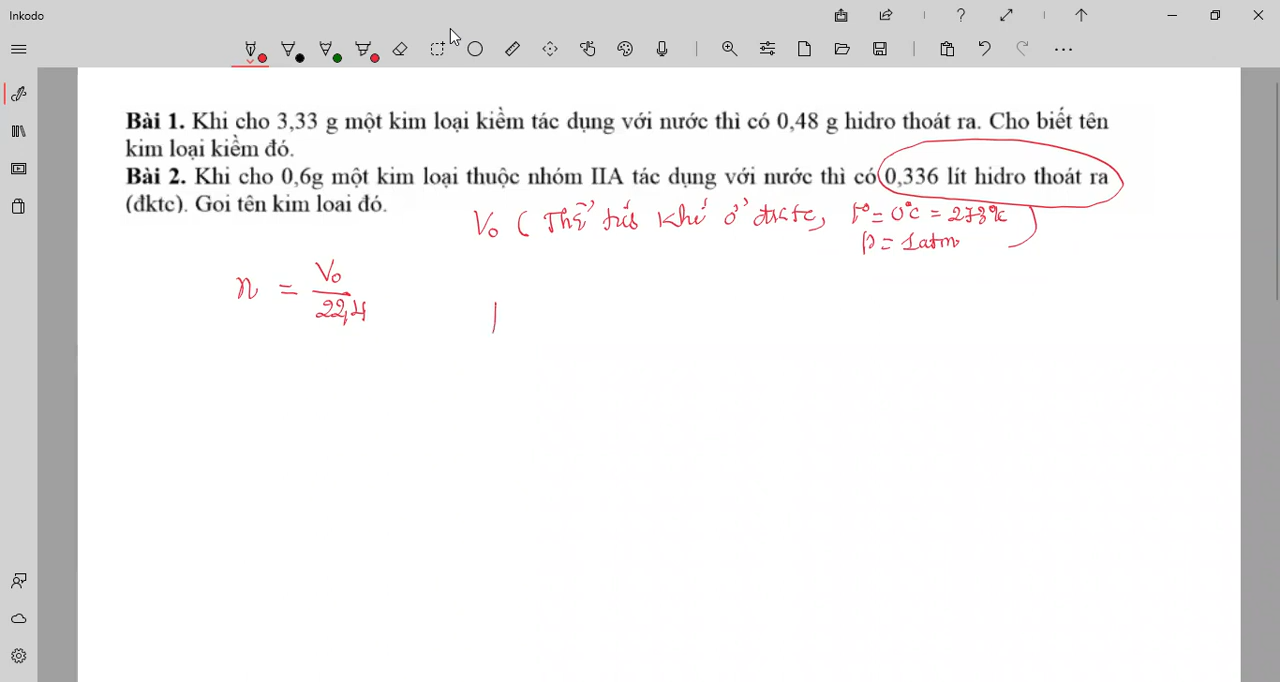 Inkodo
Bài 1. Khi cho 3,33 g một kim loại kiềm tác dụng với nước thì có 0,48 g hidro thoát ra. Cho biết tên
kim loại kiềm đó.
Bài 2. Khi cho 0,6g một kim loại thuộc nhóm IIA tác dụng với nước thì có 0,336 lít hidro thoát ra
(đktc). Goi tên kim loai đó.
V₀ ( Thể tích khí ở đktc, t° = 0°C = 273°K
p = 1atm )
n = V₀ / 22,4